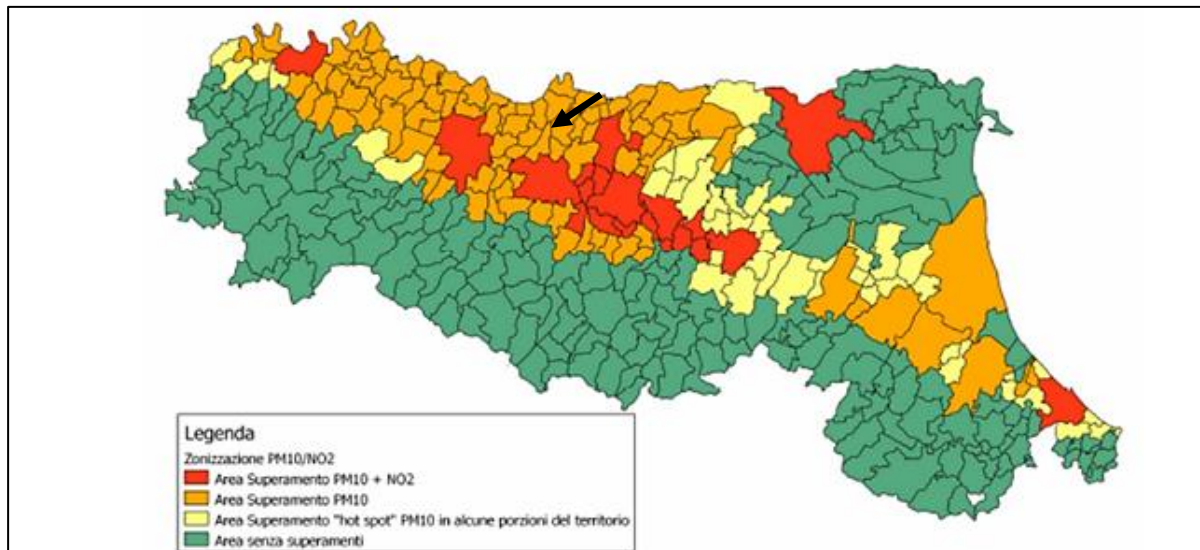 Legenda
Zonizzazione PM10/NO2
Area Superamento PM10 + NO2
Area Superamento PM10
Area Superamento "hot spot" PM10 in alcune porzioni del territorio
Area senza superamenti